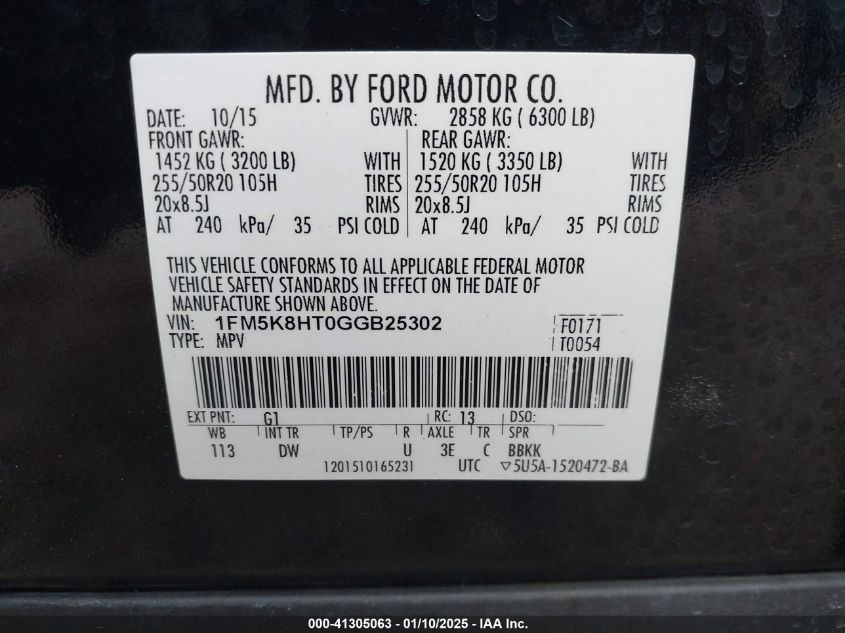 MFD. BY FORD MOTOR CO.
DATE: 10/15 GVWR: 2858 KG ( 6300 LB)
FRONT GAWR: REAR GAWR:
1452 KG ( 3200 LB) WITH 1520 KG ( 3350 LB) WITH
255/50R20 105H TIRES 255/50R20 105H TIRES
20x8.5J RIMS 20x8.5J RIMS
AT 240 kPa/ 35 PSI COLD AT 240 kPa/ 35 PSI COLD
THIS VEHICLE CONFORMS TO ALL APPLICABLE FEDERAL MOTOR
VEHICLE SAFETY STANDARDS IN EFFECT ON THE DATE OF
MANUFACTURE SHOWN ABOVE.
VIN: 1FM5K8HT0GGB25302 F0171
TYPE: MPV T0054
EXT PNT: G1 RC: 13 DSO:
WB INT TR TP/PS R AXLE TR SPR
113 DW U 3E C BBKK
1201510165231 UTC ▽5U5A-1520472-BA
000-41305063 - 01/10/2025 - Copyright © IAA, Inc.